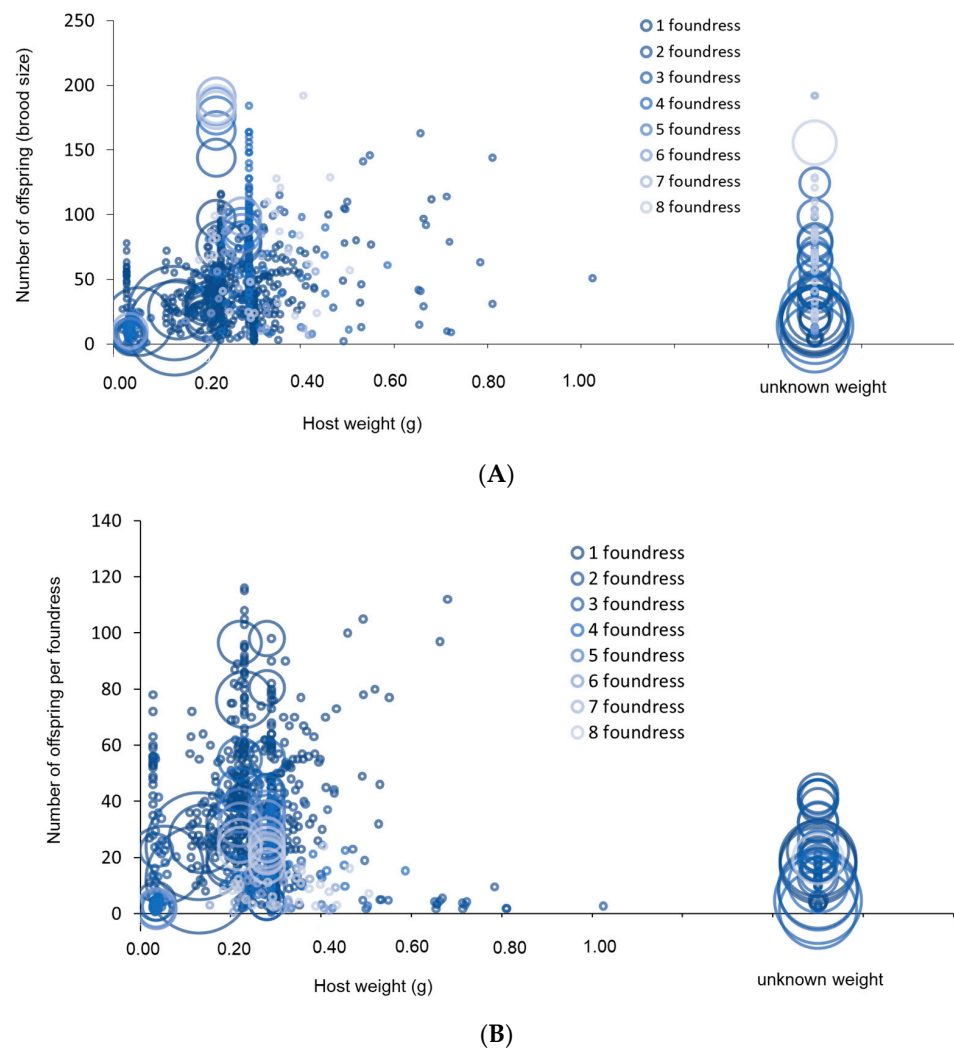 250
200
150
100
50
0
Number of offspring (brood size)
1 foundress
2 foundress
3 foundress
4 foundress
5 foundress
6 foundress
7 foundress
8 foundress
0.00 0.20 0.40 0.60 0.80 1.00
unknown weight
Host weight (g)
(A)
140
120
100
80
60
40
20
0
Number of offspring per foundress
1 foundress
2 foundress
3 foundress
4 foundress
5 foundress
6 foundress
7 foundress
8 foundress
0.00 0.20 0.40 0.60 0.80 1.00
unknown weight
Host weight (g)
(B)